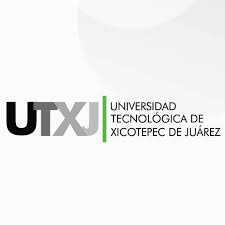 UTXJ
UNIVERSIDAD
TECNOLÓGICA DE
XICOTEPEC DE JUÁREZ